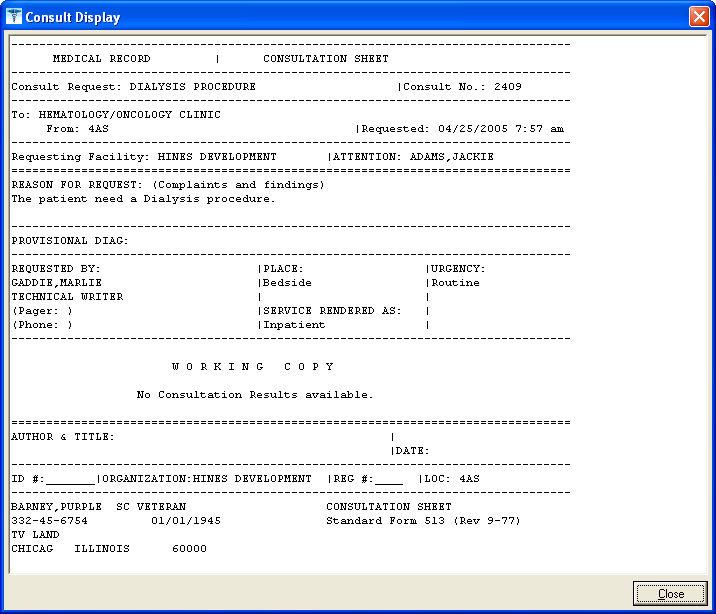 Consult Display
-------------------------------------------------------------------------------
MEDICAL RECORD | CONSULTATION SHEET
-------------------------------------------------------------------------------
Consult Request: DIALYSIS PROCEDURE |Consult No.: 2409
-------------------------------------------------------------------------------
To: HEMATOLOGY/ONCOLOGY CLINIC
From: 4AS |Requested: 04/25/2005 7:57 am
-------------------------------------------------------------------------------
Requesting Facility: HINES DEVELOPMENT |ATTENTION: ADAMS,JACKIE
===============================================================================
REASON FOR REQUEST: (Complaints and findings)
The patient need a Dialysis procedure.
-------------------------------------------------------------------------------
PROVISIONAL DIAG:
-------------------------------------------------------------------------------
REQUESTED BY: |PLACE: |URGENCY:
GADDIE,MARLIE |Bedside |Routine
TECHNICAL WRITER | |
(Pager: ) |SERVICE RENDERED AS: |
(Phone: ) |Inpatient |
-------------------------------------------------------------------------------
W O R K I N G C O P Y
No Consultation Results available.
===============================================================================
AUTHOR & TITLE: |
|DATE:
-------------------------------------------------------------------------------
ID #:_______|ORGANIZATION:HINES DEVELOPMENT |REG #:____ |LOC: 4AS
-------------------------------------------------------------------------------
BARNEY,PURPLE SC VETERAN CONSULTATION SHEET
332-45-6754 01/01/1945 Standard Form 513 (Rev 9-77)
TV LAND
CHICAG ILLINOIS 60000
Close